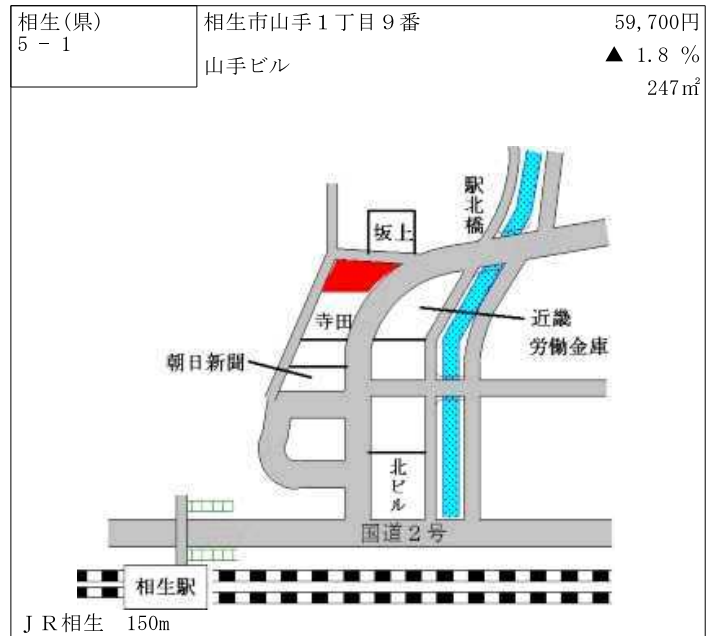 相生(県)
5 － 1
相生市山手１丁目９番
山手ビル
59,700円
▲ 1.8 %
247㎡
駅北橋
坂上
寺田
近畿
労働金庫
朝日新聞
北ビル
国道２号
相生駅
ＪＲ相生 150m